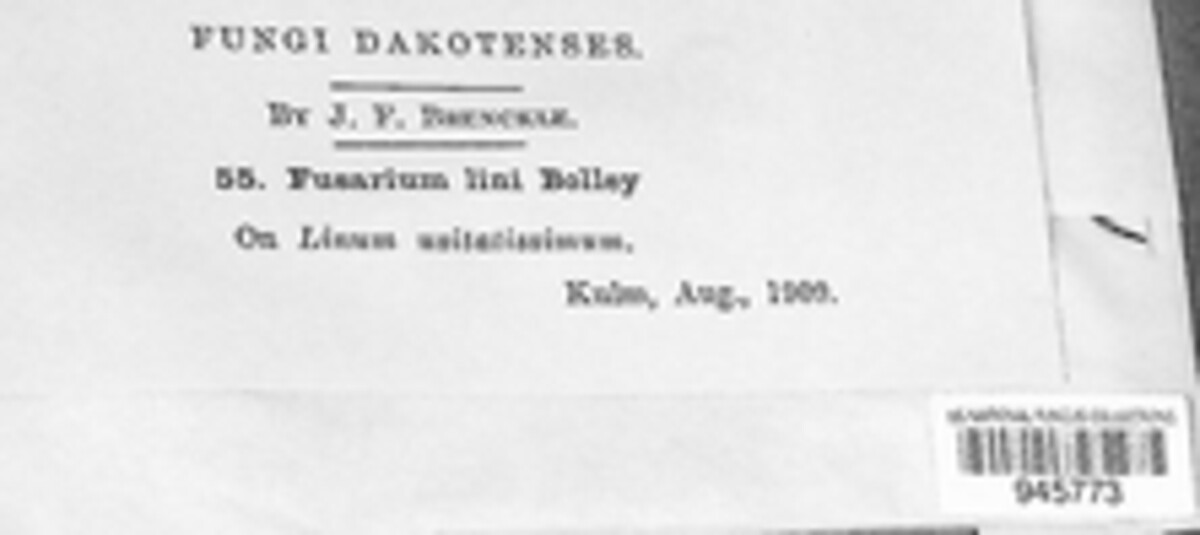 FUNGI DAKOTENSES.
By J. F. Brenckle.
55. Fusarium lini Bolley
On Linum usitatissimum.
Kulm, Aug., 1909.
945773